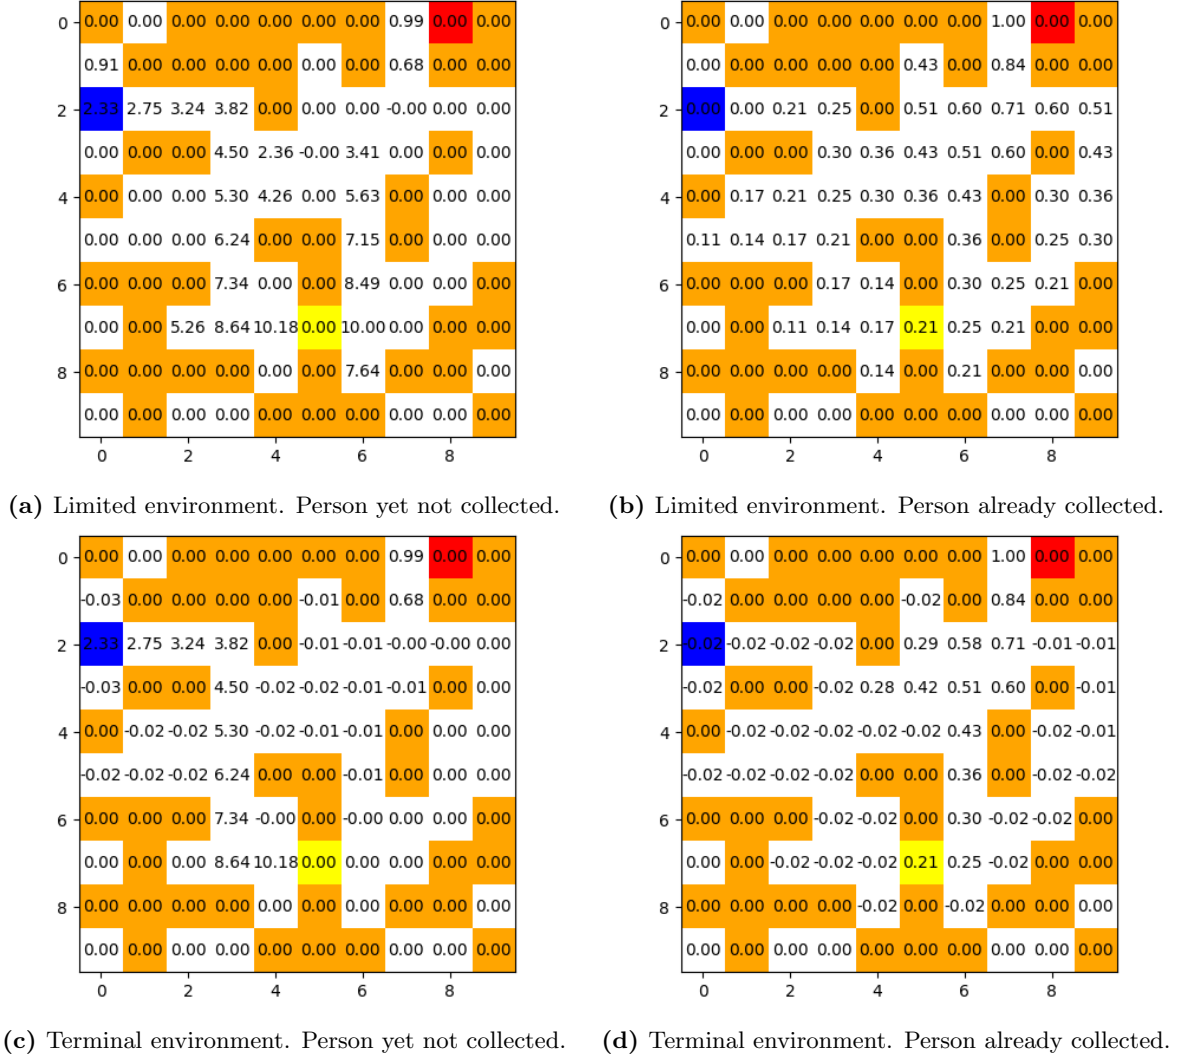 0 0.00 0.00 0.00 0.00 0.00 0.00 0.00 0.99 0.00 0.00
0.91 0.00 0.00 0.00 0.00 0.00 0.00 0.68 0.00 0.00
2 2.33 2.75 3.24 3.82 0.00 0.00 0.00 -0.00 0.00 0.00
0.00 0.00 0.00 4.50 2.36 -0.00 3.41 0.00 0.00 0.00
4 0.00 0.00 0.00 5.30 4.26 0.00 5.63 0.00 0.00 0.00
0.00 0.00 0.00 6.24 0.00 0.00 7.15 0.00 0.00 0.00
6 0.00 0.00 0.00 7.34 0.00 0.00 8.49 0.00 0.00 0.00
0.00 0.00 5.26 8.64 10.18 0.00 10.00 0.00 0.00 0.00
8 0.00 0.00 0.00 0.00 0.00 0.00 7.64 0.00 0.00 0.00
0.00 0.00 0.00 0.00 0.00 0.00 0.00 0.00 0.00 0.00
0 2 4 6 8
(a) Limited environment. Person yet not collected.
0 0.00 0.00 0.00 0.00 0.00 0.00 0.00 1.00 0.00 0.00
0.00 0.00 0.00 0.00 0.00 0.43 0.00 0.84 0.00 0.00
2 0.00 0.00 0.21 0.25 0.00 0.51 0.60 0.71 0.60 0.51
0.00 0.00 0.00 0.30 0.36 0.43 0.51 0.60 0.00 0.43
4 0.00 0.17 0.21 0.25 0.30 0.36 0.43 0.00 0.30 0.36
0.11 0.14 0.17 0.21 0.00 0.00 0.36 0.00 0.25 0.30
6 0.00 0.00 0.00 0.17 0.14 0.00 0.30 0.25 0.21 0.00
0.00 0.00 0.11 0.14 0.17 0.21 0.25 0.21 0.00 0.00
8 0.00 0.00 0.00 0.00 0.14 0.00 0.21 0.00 0.00 0.00
0.00 0.00 0.00 0.00 0.00 0.00 0.00 0.00 0.00 0.00
0 2 4 6 8
(b) Limited environment. Person already collected.
0 0.00 0.00 0.00 0.00 0.00 0.00 0.00 0.99 0.00 0.00
-0.03 0.00 0.00 0.00 0.00 -0.01 0.00 0.68 0.00 0.00
2 2.33 2.75 3.24 3.82 0.00 -0.01 -0.01 -0.00 -0.00 0.00
-0.03 0.00 0.00 4.50 -0.02 -0.02 -0.01 -0.01 0.00 0.00
4 0.00 -0.02 -0.02 5.30 -0.02 -0.01 -0.01 0.00 0.00 0.00
-0.02 -0.02 -0.02 6.24 0.00 0.00 -0.01 0.00 0.00 0.00
6 0.00 0.00 0.00 7.34 -0.00 0.00 -0.00 0.00 0.00 0.00
0.00 0.00 0.00 8.64 10.18 0.00 0.00 0.00 0.00 0.00
8 0.00 0.00 0.00 0.00 0.00 0.00 0.00 0.00 0.00 0.00
0.00 0.00 0.00 0.00 0.00 0.00 0.00 0.00 0.00 0.00
0 2 4 6 8
(c) Terminal environment. Person yet not collected.
0 0.00 0.00 0.00 0.00 0.00 0.00 0.00 1.00 0.00 0.00
-0.02 0.00 0.00 0.00 0.00 -0.02 0.00 0.84 0.00 0.00
2 -0.02 -0.02 -0.02 -0.02 0.00 0.29 0.58 0.71 -0.01 -0.01
-0.02 0.00 0.00 -0.02 0.28 0.42 0.51 0.60 0.00 -0.01
4 0.00 -0.02 -0.02 -0.02 -0.02 -0.02 0.43 0.00 -0.02 -0.01
-0.02 -0.02 -0.02 -0.02 0.00 0.00 0.36 0.00 -0.02 -0.02
6 0.00 0.00 0.00 -0.02 -0.02 0.00 0.30 -0.02 -0.02 0.00
0.00 0.00 -0.02 -0.02 -0.02 0.21 0.25 -0.02 0.00 0.00
8 0.00 0.00 0.00 0.00 -0.02 0.00 -0.02 0.00 0.00 0.00
0.00 0.00 0.00 0.00 0.00 0.00 0.00 0.00 0.00 0.00
0 2 4 6 8
(d) Terminal environment. Person already collected.